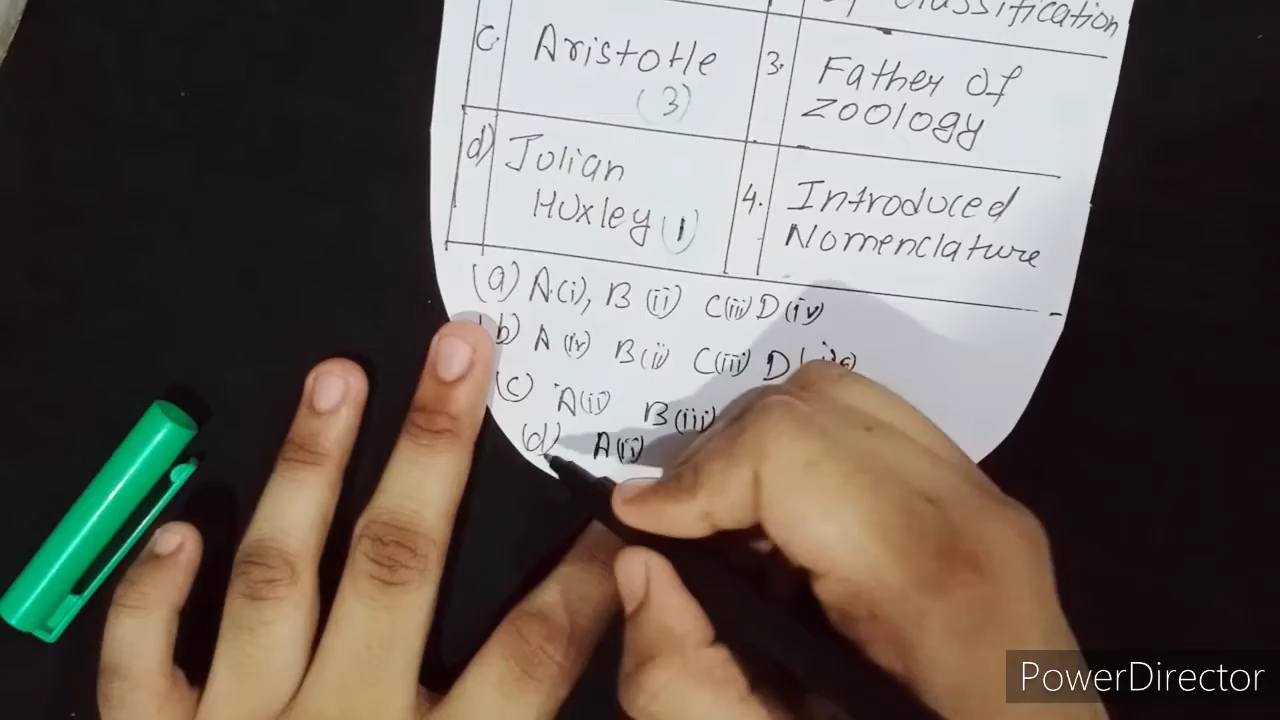 Classification
c. Aristotle 3. Father of
(3) Zoology
d) Julian 4. Introduced
Huxley (1) Nomenclature
(a) A(i), B (ii) C(iii) D(iv)
b) A (iv) B(ii) C(iii) D
(c) A(ii) B(iii)
(d) A(ii)
PowerDirector